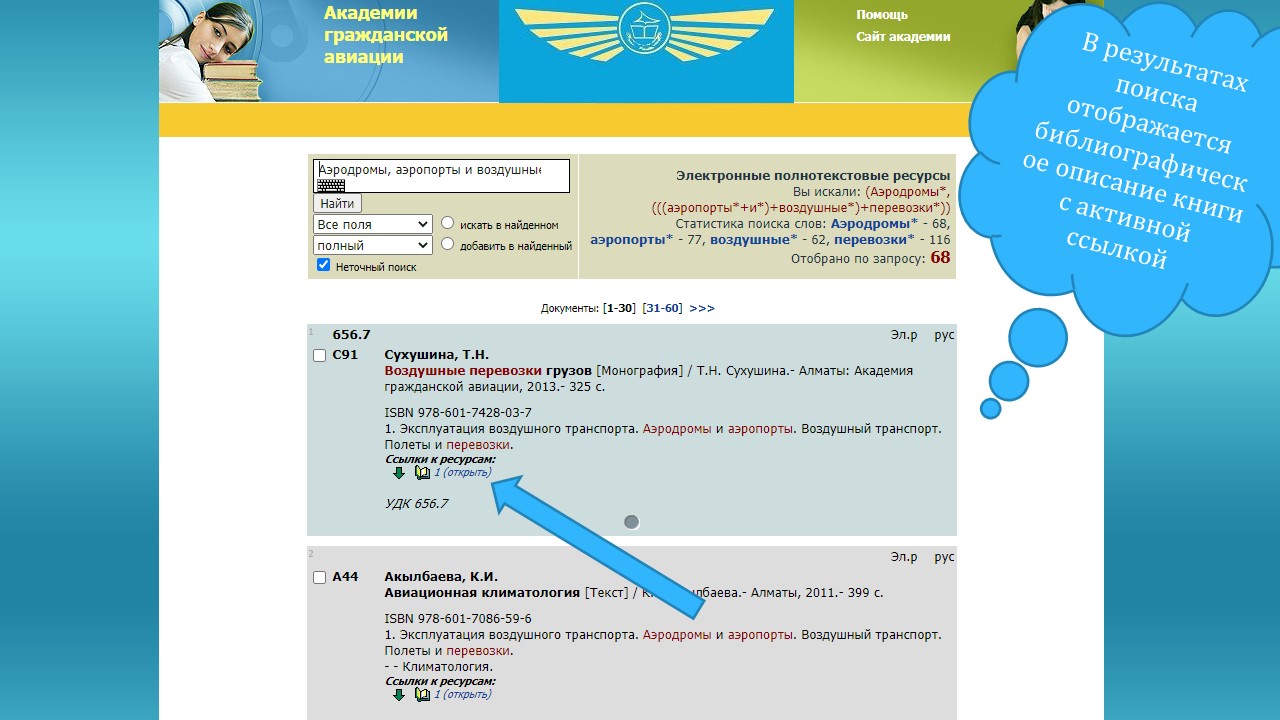 Академии
гражданской
авиации
Помощь
Сайт академии
В результатах
поиска
отображается
библиографическ
ое описание книги
с активной
ссылкой
Аэродромы, аэропорты и воздушные
Найти
Все поля
искать в найденном
полный
добавить в найденный
Неточный поиск
Электронные полнотекстовые ресурсы
Вы искали: (Аэродромы*,
(((аэропорты*+и*)+воздушные*)+перевозки*))
Статистика поиска слов: Аэродромы* - 68,
аэропорты* - 77, воздушные* - 62, перевозки* - 116
Отобрано по запросу: 68
Документы: [1-30] [31-60] >>>
1 656.7 Эл.р рус
С91 Сухушина, Т.Н.
Воздушные перевозки грузов [Монография] / Т.Н. Сухушина.- Алматы: Академия
гражданской авиации, 2013.- 325 с.
ISBN 978-601-7428-03-7
1. Эксплуатация воздушного транспорта. Аэродромы и аэропорты. Воздушный транспорт.
Полеты и перевозки.
Ссылки к ресурсам:
1 (открыть)
УДК 656.7
2 Эл.р рус
А44 Акылбаева, К.И.
Авиационная климатология [Текст] / К. .- Алматы, 2011.- 399 с.
ISBN 978-601-7086-59-6
1. Эксплуатация воздушного транспорта. Аэродромы и аэропорты. Воздушный транспорт.
Полеты и перевозки.
- - Климатология.
Ссылки к ресурсам:
1 (открыть)